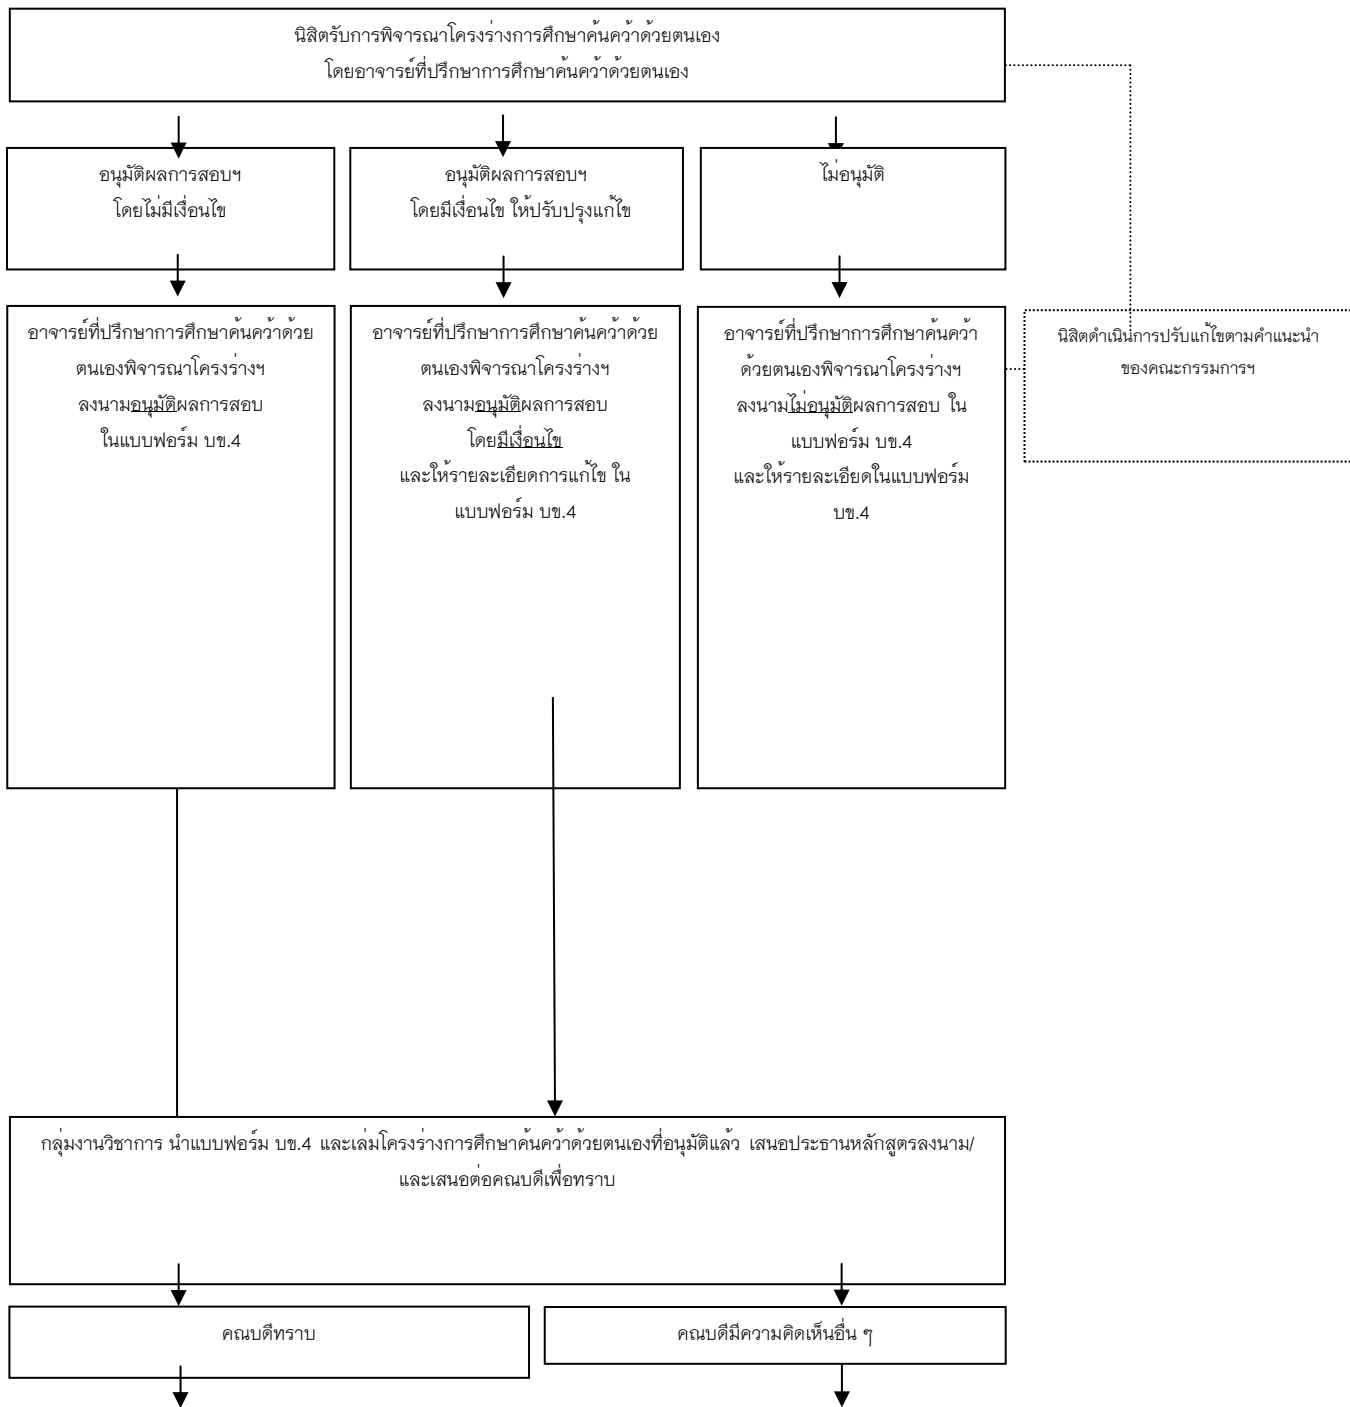 นิสิตรับการพิจารณาโครงร่างการศึกษาค้นคว้าด้วยตนเอง
โดยอาจารย์ที่ปรึกษาการศึกษาค้นคว้าด้วยตนเอง
อนุมัติผลการสอบฯ
โดยไม่มีเงื่อนไข
อนุมัติผลการสอบฯ
โดยมีเงื่อนไข ให้ปรับปรุงแก้ไข
ไม่อนุมัติ
อาจารย์ที่ปรึกษาการศึกษาค้นคว้าด้วย
ตนเองพิจารณาโครงร่างฯ
ลงนามอนุมัติผลการสอบ
ในแบบฟอร์ม บข.4
อาจารย์ที่ปรึกษาการศึกษาค้นคว้าด้วย
ตนเองพิจารณาโครงร่างฯ
ลงนามอนุมัติผลการสอบ
โดยมีเงื่อนไข
และให้รายละเอียดการแก้ไข ใน
แบบฟอร์ม บข.4
อาจารย์ที่ปรึกษาการศึกษาค้นคว้า
ด้วยตนเองพิจารณาโครงร่างฯ
ลงนามไม่อนุมัติผลการสอบ ใน
แบบฟอร์ม บข.4
และให้รายละเอียดในแบบฟอร์ม
บข.4
นิสิตดำเนินการปรับแก้ไขตามคำแนะนำ
ของคณะกรรมการฯ
กลุ่มงานวิชาการ นำแบบฟอร์ม บข.4 และเล่มโครงร่างการศึกษาค้นคว้าด้วยตนเองที่อนุมัติแล้ว เสนอประธานหลักสูตรลงนาม/
และเสนอต่อคณบดีเพื่อทราบ
คณบดีทราบ
คณบดีมีความคิดเห็นอื่น ๆ